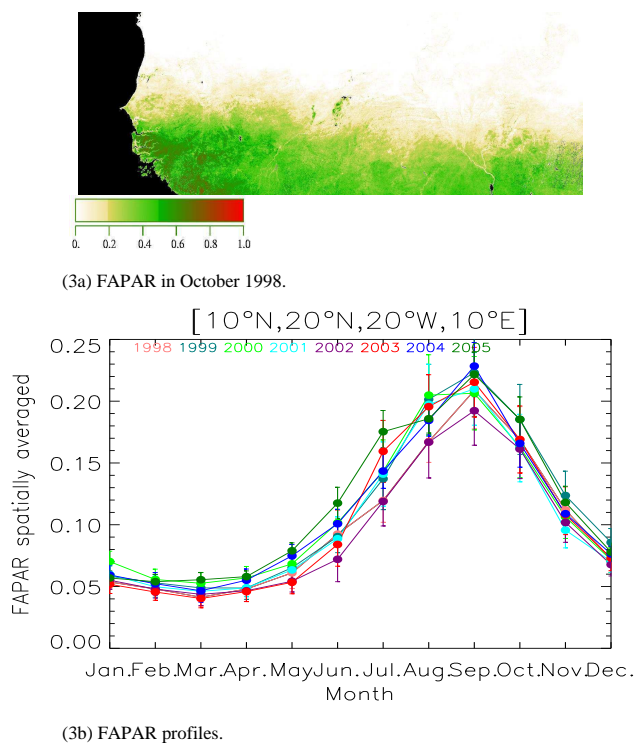 0. 0.2 0.4 0.6 0.8 1.0
(3a) FAPAR in October 1998.
[10°N,20°N,20°W,10°E]
1998 1999 2000 2001 2002 2003 2004 2005
0.25
0.20
0.15
0.10
0.05
0.00
FAPAR spatially averaged
Jan. Feb. Mar. Apr. May Jun. Jul. Aug. Sep. Oct. Nov. Dec.
Month
(3b) FAPAR profiles.